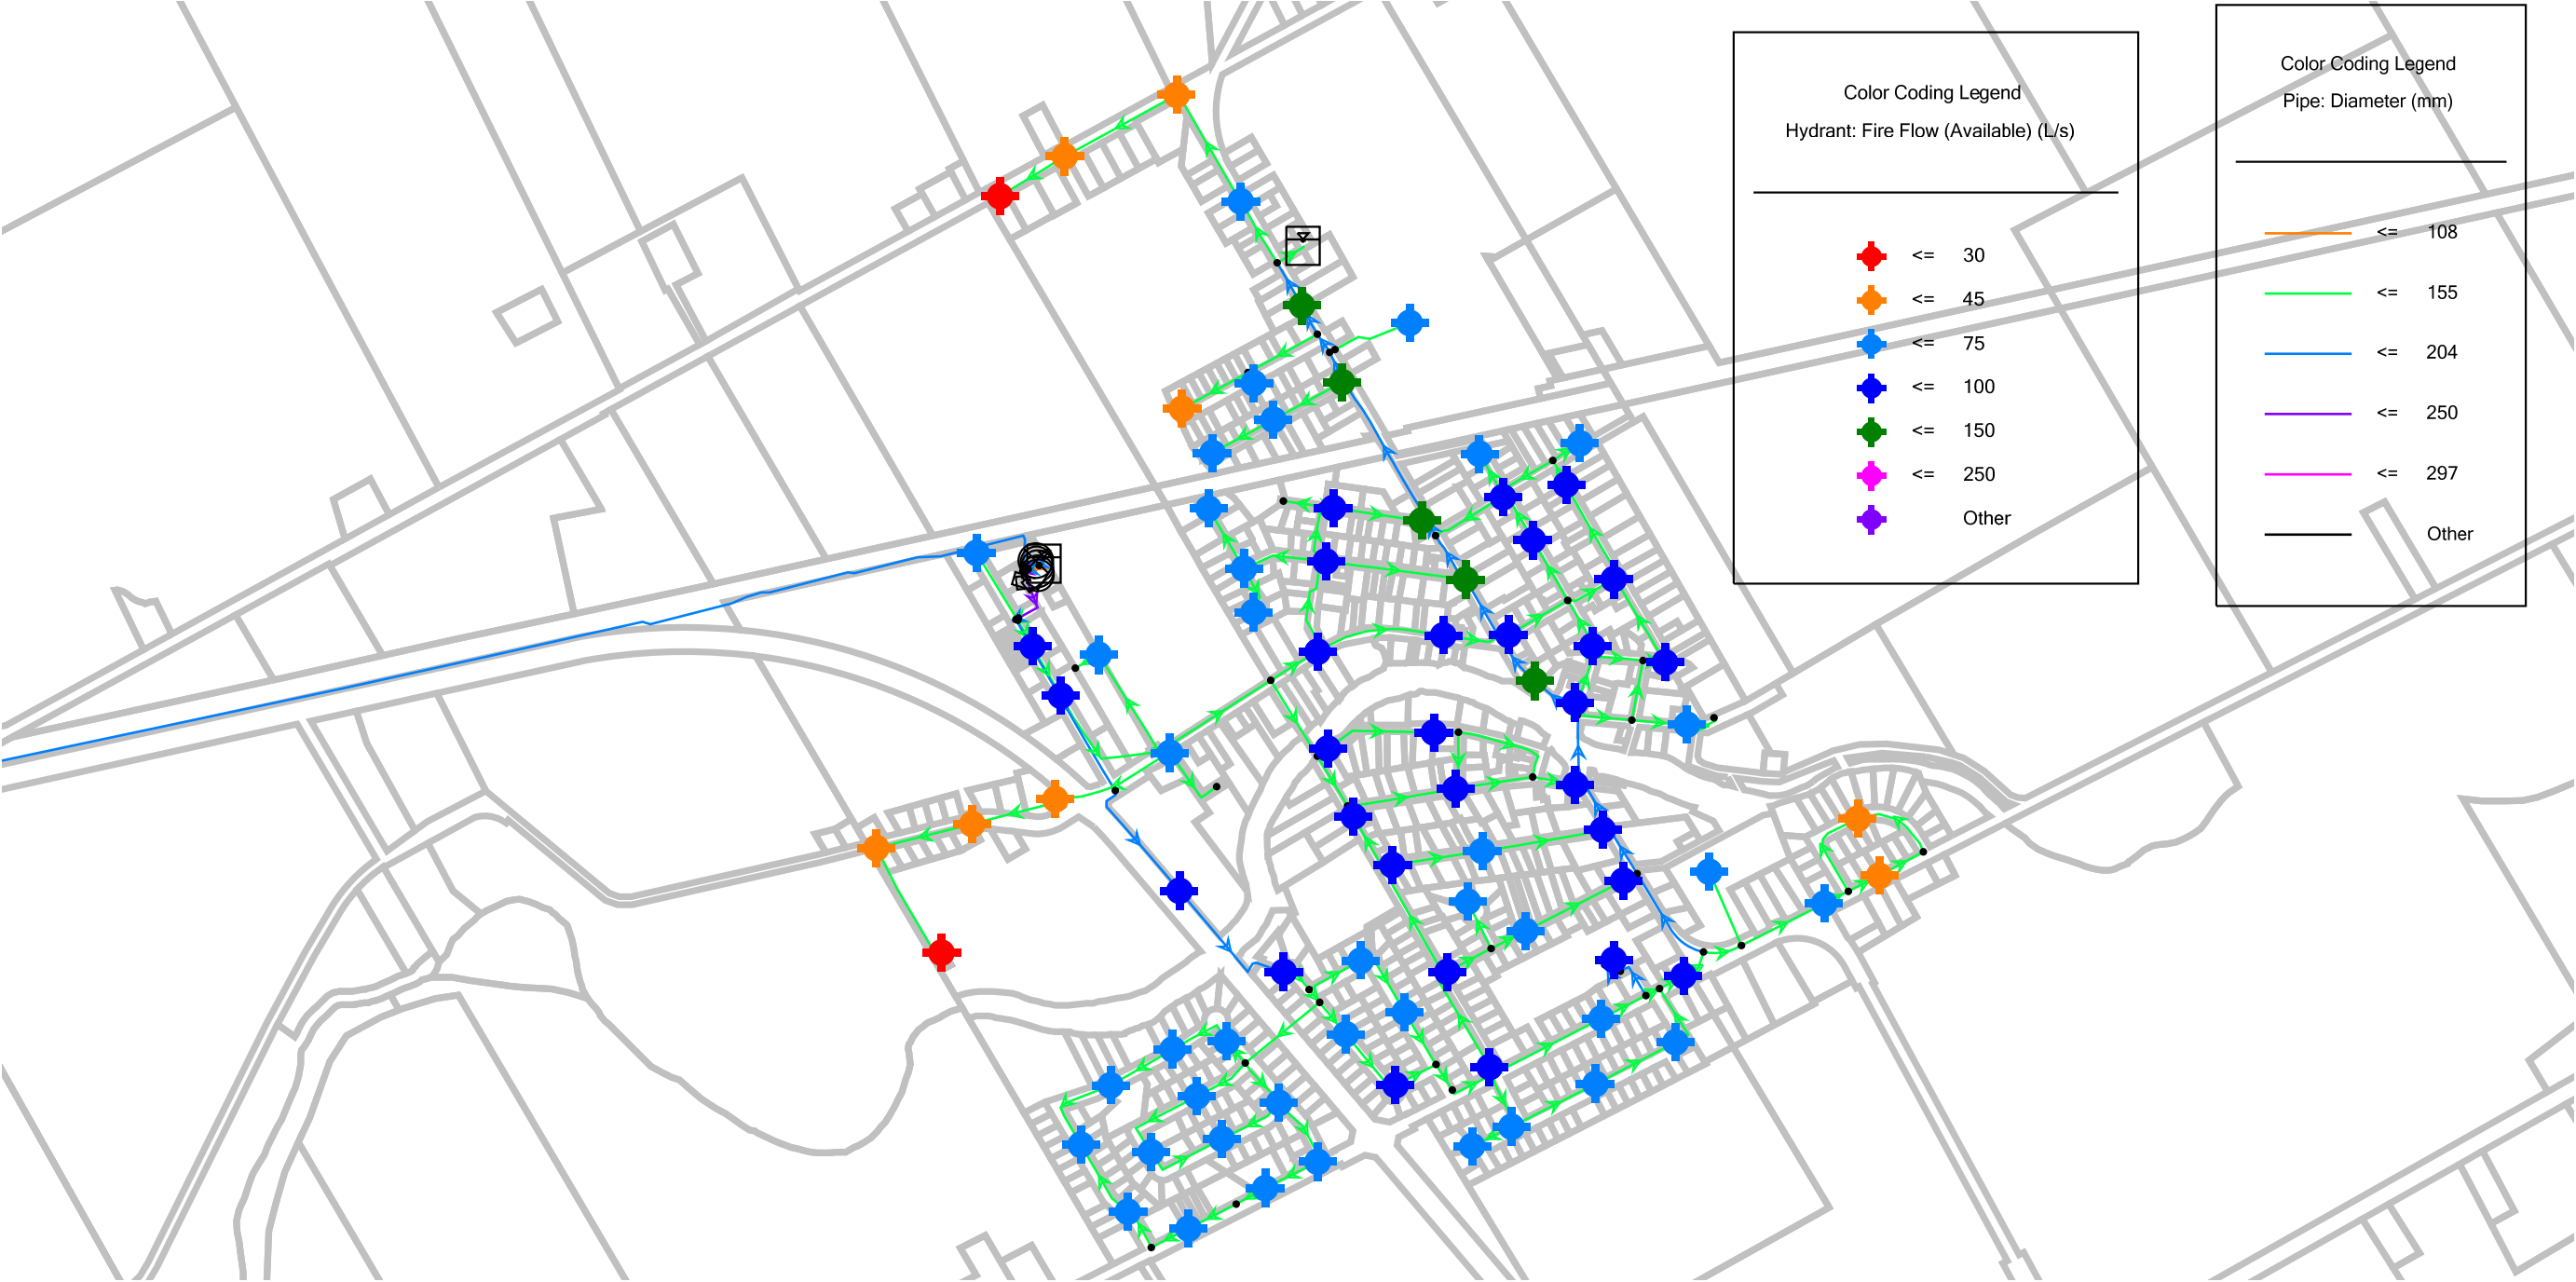 Color Coding Legend
Hydrant: Fire Flow (Available) (L/s)
<= 30
<= 45
<= 75
<= 100
<= 150
<= 250
Other
Color Coding Legend
Pipe: Diameter (mm)
<= 108
<= 155
<= 204
<= 250
<= 297
Other